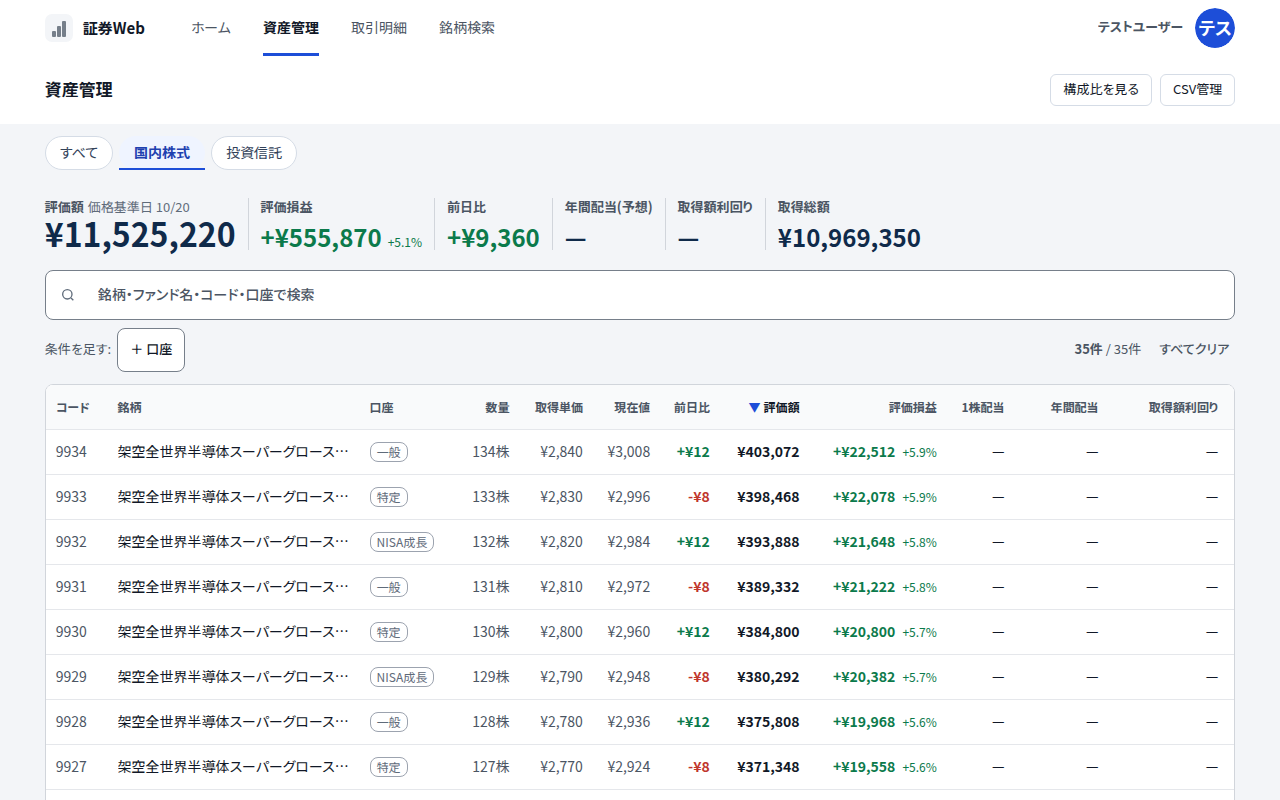 証券Web ホーム 資産管理 取引明細 銘柄検索 テストユーザー テス
資産管理 構成比を見る CSV管理
すべて 国内株式 投資信託
評価額 価格基準日 10/20 評価損益 前日比 年間配当(予想) 取得額利回り 取得総額
¥11,525,220 +¥555,870 +5.1% +¥9,360 — — ¥10,969,350
銘柄・ファンド名・コード・口座で検索
条件を足す: ＋ 口座 35件 / 35件 すべてクリア
コード 銘柄 口座 数量 取得単価 現在値 前日比 ▼ 評価額 評価損益 1株配当 年間配当 取得額利回り
9934 架空全世界半導体スーパーグロース… 一般 134株 ¥2,840 ¥3,008 +¥12 ¥403,072 +¥22,512 +5.9% — — —
9933 架空全世界半導体スーパーグロース… 特定 133株 ¥2,830 ¥2,996 -¥8 ¥398,468 +¥22,078 +5.9% — — —
9932 架空全世界半導体スーパーグロース… NISA成長 132株 ¥2,820 ¥2,984 +¥12 ¥393,888 +¥21,648 +5.8% — — —
9931 架空全世界半導体スーパーグロース… 一般 131株 ¥2,810 ¥2,972 -¥8 ¥389,332 +¥21,222 +5.8% — — —
9930 架空全世界半導体スーパーグロース… 特定 130株 ¥2,800 ¥2,960 +¥12 ¥384,800 +¥20,800 +5.7% — — —
9929 架空全世界半導体スーパーグロース… NISA成長 129株 ¥2,790 ¥2,948 -¥8 ¥380,292 +¥20,382 +5.7% — — —
9928 架空全世界半導体スーパーグロース… 一般 128株 ¥2,780 ¥2,936 +¥12 ¥375,808 +¥19,968 +5.6% — — —
9927 架空全世界半導体スーパーグロース… 特定 127株 ¥2,770 ¥2,924 -¥8 ¥371,348 +¥19,558 +5.6% — — —